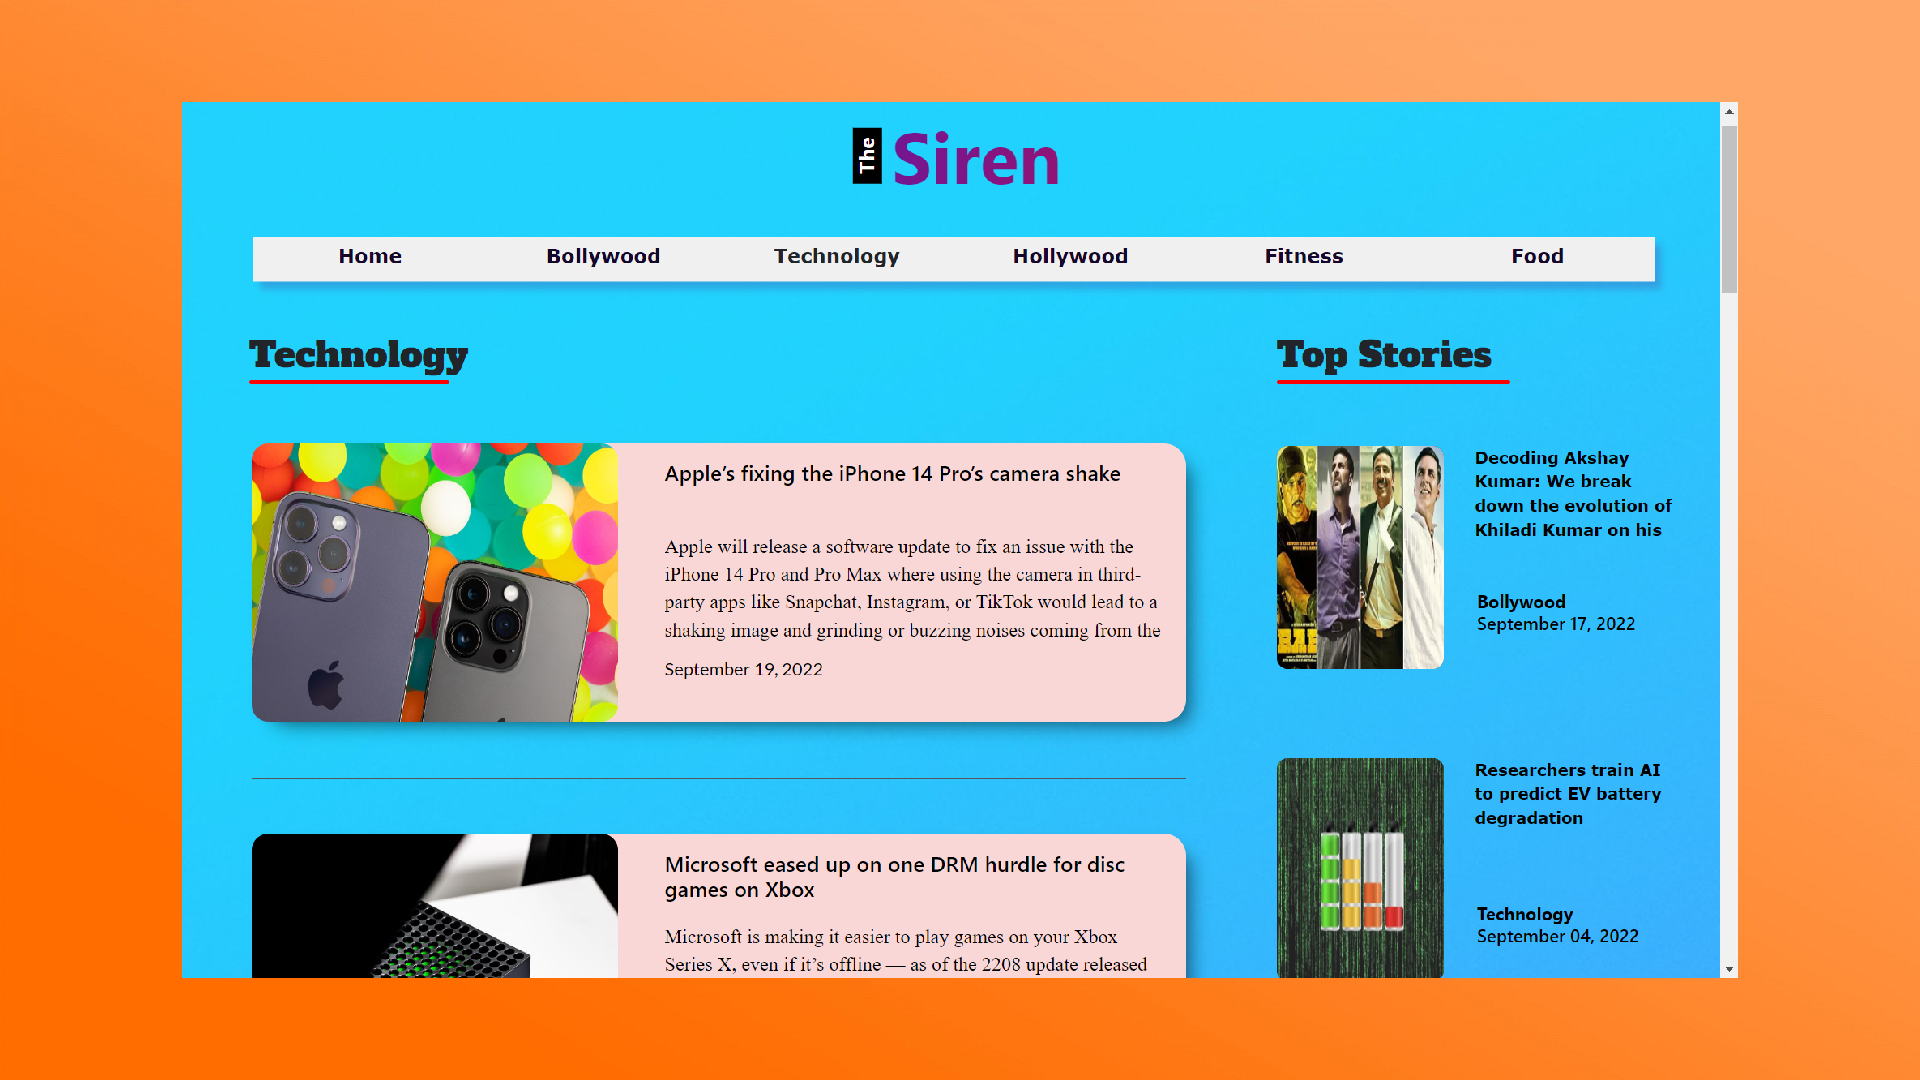 The
Siren
Home Bollywood Technology Hollywood Fitness Food
Technology
Apple’s fixing the iPhone 14 Pro’s camera shake
Apple will release a software update to fix an issue with the
iPhone 14 Pro and Pro Max where using the camera in third-
party apps like Snapchat, Instagram, or TikTok would lead to a
shaking image and grinding or buzzing noises coming from the
September 19, 2022
Microsoft eased up on one DRM hurdle for disc
games on Xbox
Microsoft is making it easier to play games on your Xbox
Series X, even if it’s offline — as of the 2208 update released
Top Stories
Decoding Akshay
Kumar: We break
down the evolution of
Khiladi Kumar on his
Bollywood
September 17, 2022
Researchers train AI
to predict EV battery
degradation
Technology
September 04, 2022